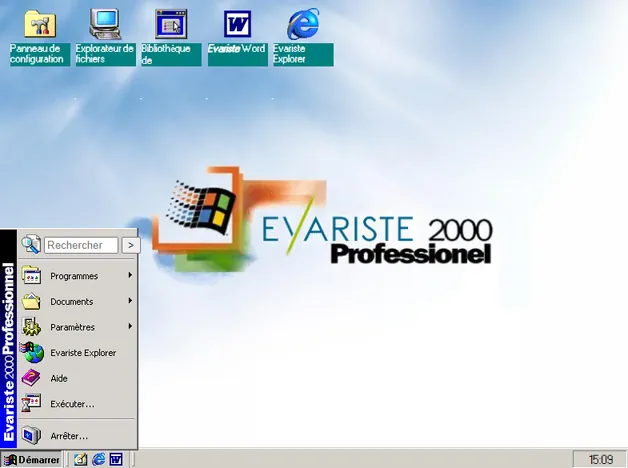 Panneau de
configuration
Explorateur de
fichiers
Bibliothèque
de
Evariste Word
Evariste
Explorer
EVARISTE 2000
Professionel
Rechercher
>
Programmes
Documents
Paramètres
Evariste Explorer
Aide
Exécuter...
Arrêter...
Evariste 2000 Professionnel
Démarrer
15:09